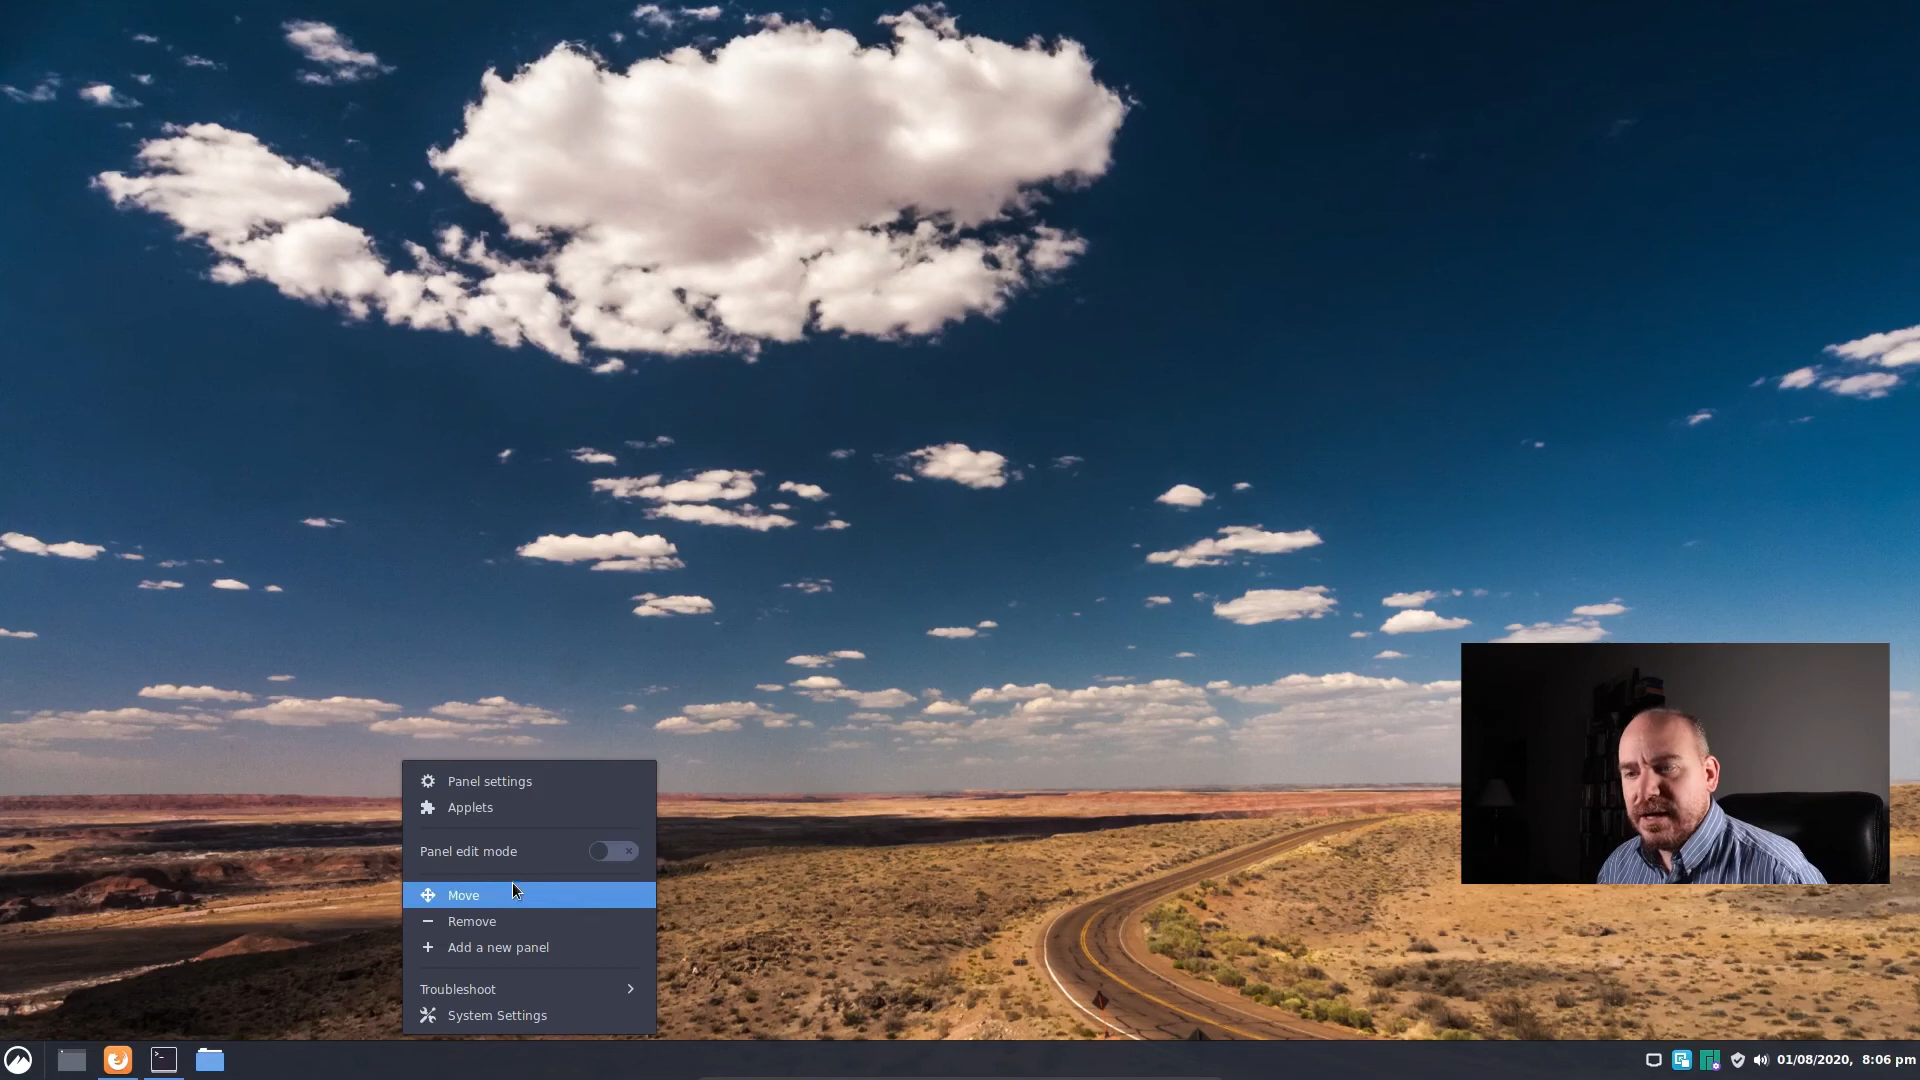 Panel settings
Applets
Panel edit mode
Move
Remove
Add a new panel
Troubleshoot
System Settings
01/08/2020, 8:06 pm